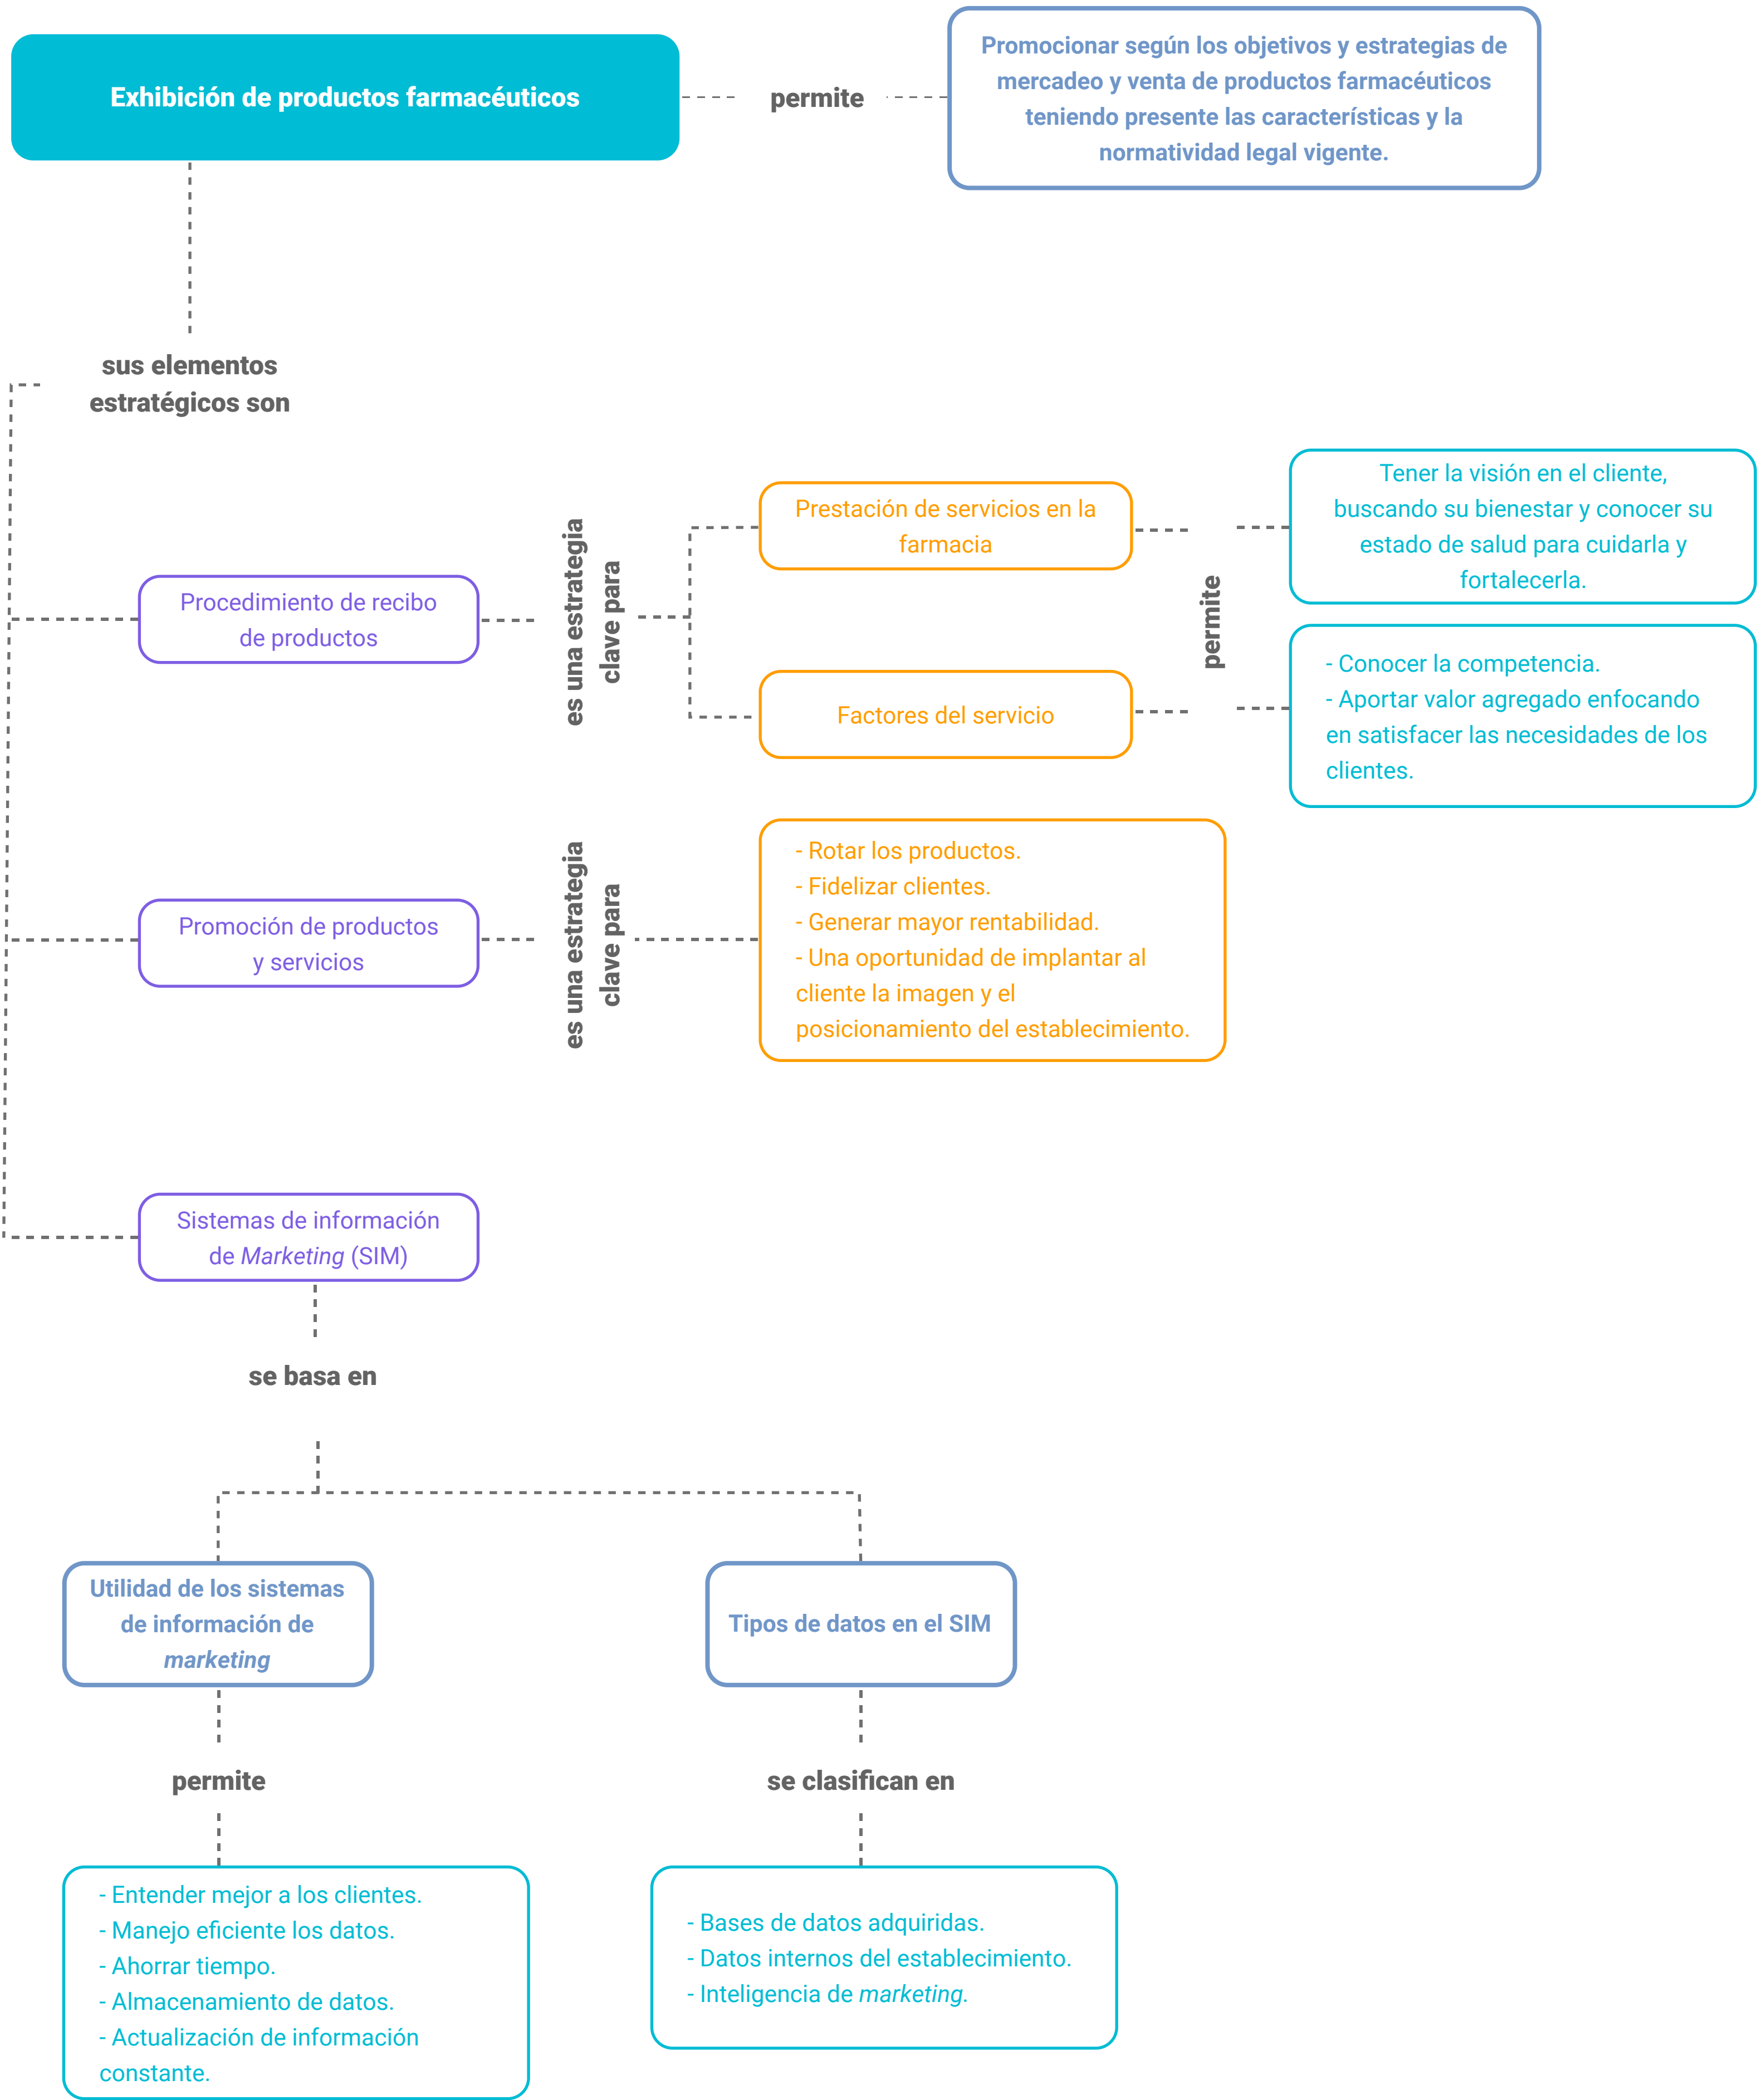 Exhibición de productos farmacéuticos
permite
Promocionar según los objetivos y estrategias de
mercadeo y venta de productos farmacéuticos
teniendo presente las características y la
normatividad legal vigente.
sus elementos
estratégicos son
Procedimiento de recibo
de productos
es una estrategia
clave para
Prestación de servicios en la
farmacia
Factores del servicio
permite
Tener la visión en el cliente,
buscando su bienestar y conocer su
estado de salud para cuidarla y
fortalecerla.
- Conocer la competencia.
- Aportar valor agregado enfocando
en satisfacer las necesidades de los
clientes.
Promoción de productos
y servicios
es una estrategia
clave para
- Rotar los productos.
- Fidelizar clientes.
- Generar mayor rentabilidad.
- Una oportunidad de implantar al
cliente la imagen y el
posicionamiento del establecimiento.
Sistemas de información
de Marketing (SIM)
se basa en
Utilidad de los sistemas
de información de
marketing
permite
- Entender mejor a los clientes.
- Manejo eficiente los datos.
- Ahorrar tiempo.
- Almacenamiento de datos.
- Actualización de información
constante.
Tipos de datos en el SIM
se clasifican en
- Bases de datos adquiridas.
- Datos internos del establecimiento.
- Inteligencia de marketing.